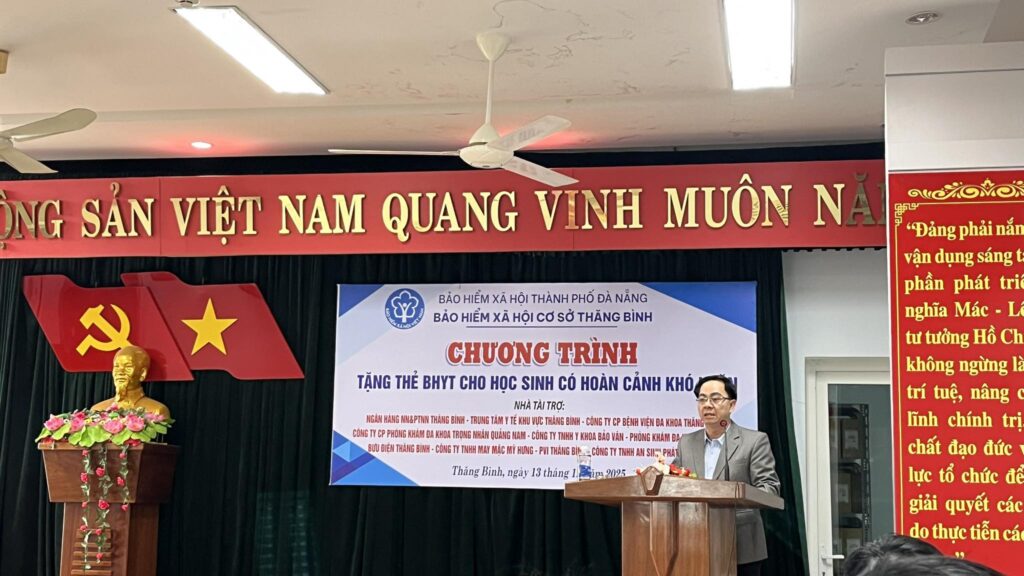 ỘNG SẢN VIỆT NAM QUANG VINH MUÔN NĂ
BẢO HIỂM XÃ HỘI THÀNH PHỐ ĐÀ NẴNG
BẢO HIỂM XÃ HỘI CƠ SỞ THĂNG BÌNH
CHƯƠNG TRÌNH
TẶNG THẺ BHYT CHO HỌC SINH CÓ HOÀN CẢNH KHÓ
NHÀ TÀI TRỢ:
NGÂN HÀNG NN&PTNN THĂNG BÌNH - TRUNG TÂM Y TẾ KHU VỰC THĂNG BÌNH - CÔNG TY CP BỆNH VIỆN ĐA KHOA THĂNG
CÔNG TY CP PHÒNG KHÁM ĐA KHOA TRỌNG NHÂN QUẢNG NAM - CÔNG TY TNHH Y KHOA BẢO VÂN - PHÒNG KHÁM ĐA
BƯU ĐIỆN THĂNG BÌNH - CÔNG TY TNHH MAY MẶC MỸ HƯNG - PVI THĂNG - CÔNG TY TNHH AN
Thăng Bình, ngày 13 tháng năm 2025
“Đảng phải nắ
vận dụng sáng tạ
phần phát triể
nghĩa Mác - Lê
tư tưởng Hồ Ch
không ngừng là
trí tuệ, nâng c
lĩnh chính trị,
chất đạo đức v
lực tổ chức để
giải quyết các
do thực tiễn các